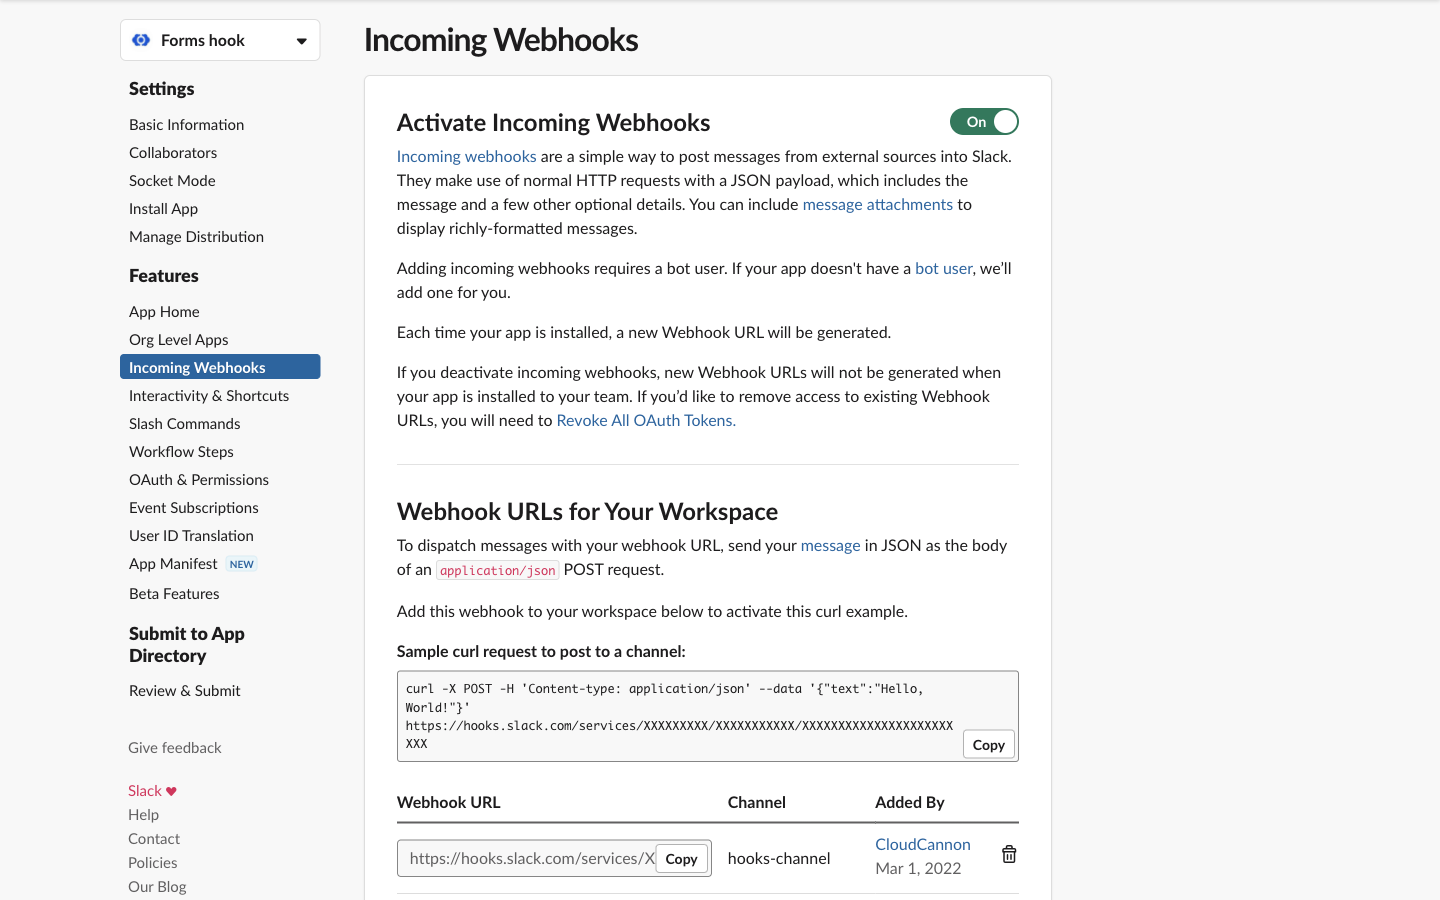 Forms hook
Settings
Basic Information
Collaborators
Socket Mode
Install App
Manage Distribution
Features
App Home
Org Level Apps
Incoming Webhooks
Interactivity & Shortcuts
Slash Commands
Workflow Steps
OAuth & Permissions
Event Subscriptions
User ID Translation
App Manifest NEW
Beta Features
Submit to App
Directory
Review & Submit
Give feedback
Slack
Help
Contact
Policies
Our Blog
Incoming Webhooks
Activate Incoming Webhooks
On
Incoming webhooks are a simple way to post messages from external sources into Slack.
They make use of normal HTTP requests with a JSON payload, which includes the
message and a few other optional details. You can include message attachments to
display richly-formatted messages.
Adding incoming webhooks requires a bot user. If your app doesn't have a bot user, we’ll
add one for you.
Each time your app is installed, a new Webhook URL will be generated.
If you deactivate incoming webhooks, new Webhook URLs will not be generated when
your app is installed to your team. If you’d like to remove access to existing Webhook
URLs, you will need to Revoke All OAuth Tokens.
Webhook URLs for Your Workspace
To dispatch messages with your webhook URL, send your message in JSON as the body
of an application/json POST request.
Add this webhook to your workspace below to activate this curl example.
Sample curl request to post to a channel:
curl -X POST -H 'Content-type: application/json' --data '{"text":"Hello,
World!"}'
https://hooks.slack.com/services/XXXXXXXXX/XXXXXXXXXXX/XXXXXXXXXXXXXXXXXXXXX
XXX
Copy
Webhook URL Channel Added By
https://hooks.slack.com/services/X Copy hooks-channel CloudCannon
Mar 1, 2022